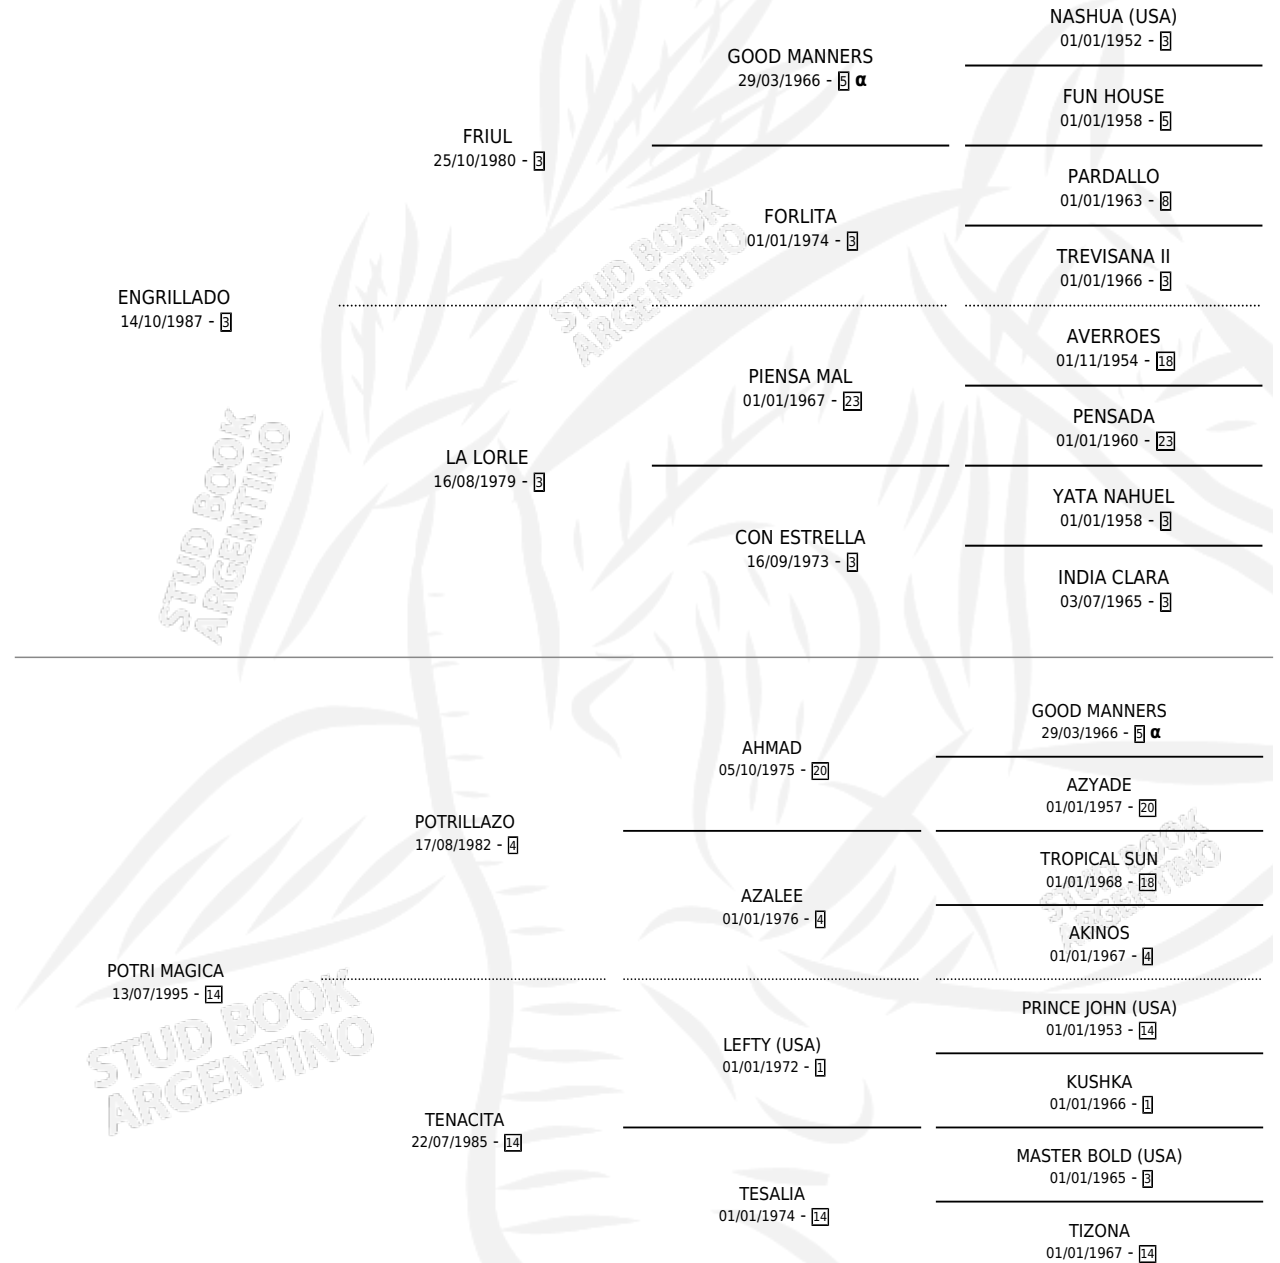 NASHUA (USA)
01/01/1952 - 3
GOOD MANNERS
29/03/1966 - 5 α
FUN HOUSE
01/01/1958 - 5
FRIUL
25/10/1980 - 3
PARDALLO
01/01/1963 - 8
FORLITA
01/01/1974 - 3
TREVISANA II
01/01/1966 - 3
ENGRILLADO
14/10/1987 - 3
AVERROES
01/11/1954 - 18
PIENSA MAL
01/01/1967 - 23
PENSADA
01/01/1960 - 23
LA LORLE
16/08/1979 - 3
YATA NAHUEL
01/01/1958 - 3
CON ESTRELLA
16/09/1973 - 3
INDIA CLARA
03/07/1965 - 3
GOOD MANNERS
29/03/1966 - 5 α
AHMAD
05/10/1975 - 20
AZYADE
01/01/1957 - 20
POTRILLAZO
17/08/1982 - 4
TROPICAL SUN
01/01/1968 - 18
AZALEE
01/01/1976 - 4
AKINOS
01/01/1967 - 4
POTRI MAGICA
13/07/1995 - 14
PRINCE JOHN (USA)
01/01/1953 - 14
LEFTY (USA)
01/01/1972 - 1
KUSHKA
01/01/1966 - 1
TENACITA
22/07/1985 - 14
MASTER BOLD (USA)
01/01/1965 - 3
TESALIA
01/01/1974 - 14
TIZONA
01/01/1967 - 14
STUD BOOK
ARGENTINO
STUD BOOK
ARGENTINO
STUD BOOK
ARGENTINO
STUD BOOK
ARGENTINO